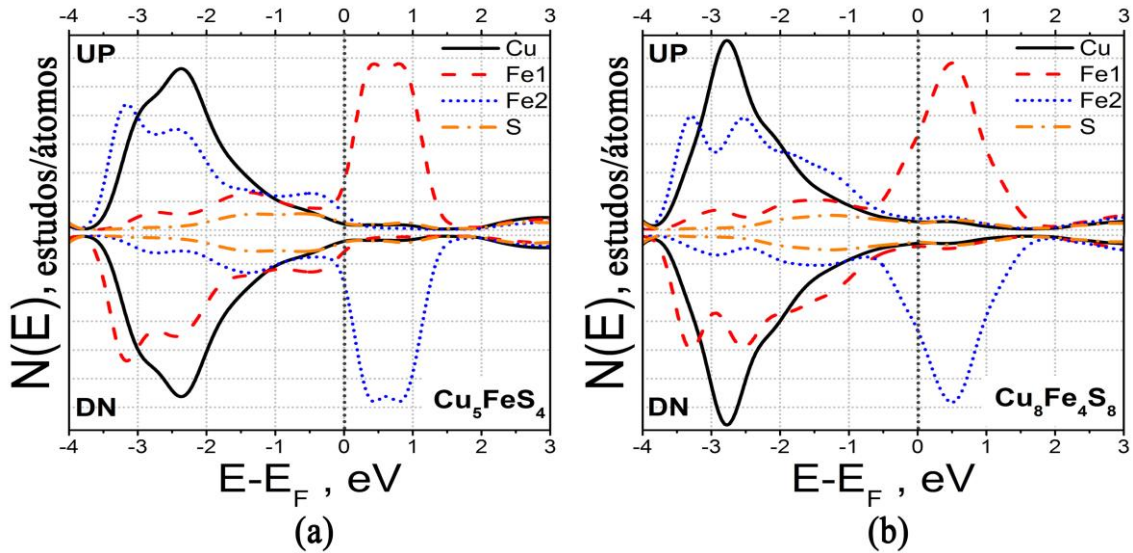 -4 -3 -2 -1 0 1 2 3
UP
Cu
Fe1
Fe2
S
N(E), estudos/átomos
DN
Cu5FeS4
-4 -3 -2 -1 0 1 2 3
E-EF , eV
(a)
-4 -3 -2 -1 0 1 2 3
UP
Cu
Fe1
Fe2
S
N(E), estudos/átomos
DN
Cu8Fe4S8
-4 -3 -2 -1 0 1 2 3
E-EF , eV
(b)